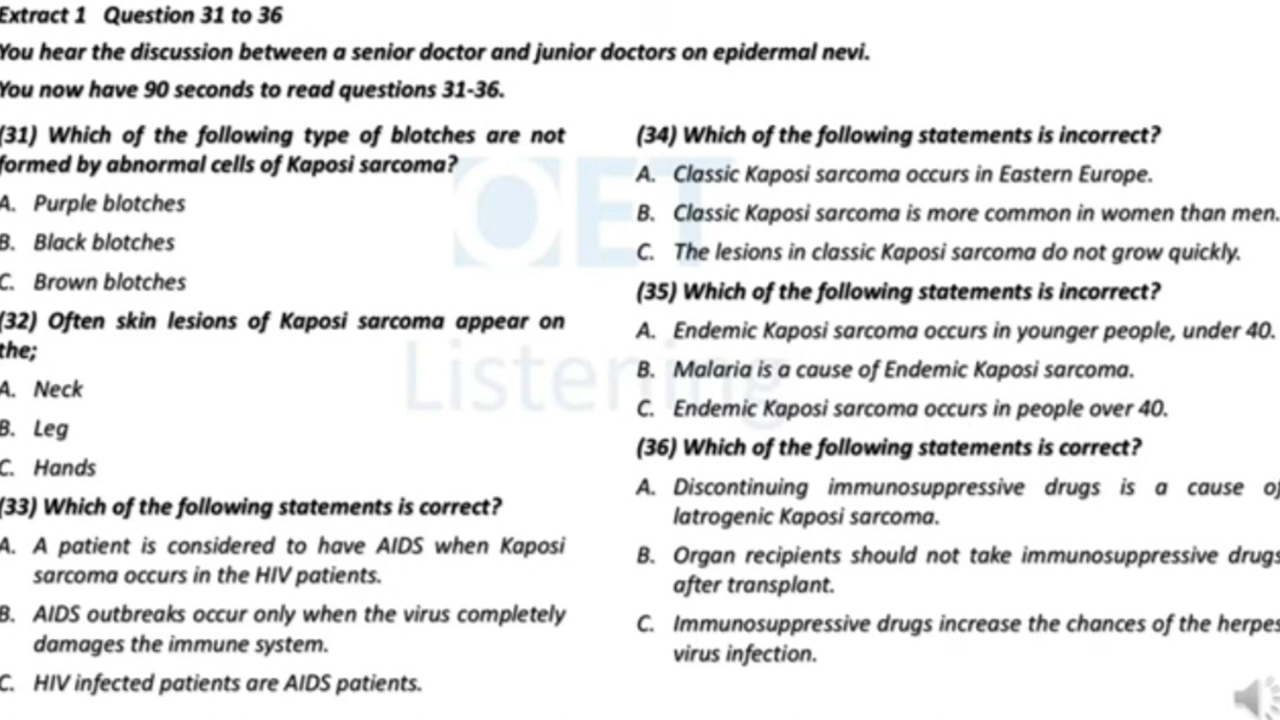 Extract 1 Question 31 to 36
You hear the discussion between a senior doctor and junior doctors on epidermal nevi.
You now have 90 seconds to read questions 31-36.
(31) Which of the following type of blotches are not
formed by abnormal cells of Kaposi sarcoma?
A. Purple blotches
B. Black blotches
C. Brown blotches
(32) Often skin lesions of Kaposi sarcoma appear on
the;
A. Neck
B. Leg
C. Hands
(33) Which of the following statements is correct?
A. A patient is considered to have AIDS when Kaposi
sarcoma occurs in the HIV patients.
B. AIDS outbreaks occur only when the virus completely
damages the immune system.
C. HIV infected patients are AIDS patients.
(34) Which of the following statements is incorrect?
A. Classic Kaposi sarcoma occurs in Eastern Europe.
B. Classic Kaposi sarcoma is more common in women than men.
C. The lesions in classic Kaposi sarcoma do not grow quickly.
(35) Which of the following statements is incorrect?
A. Endemic Kaposi sarcoma occurs in younger people, under 40.
B. Malaria is a cause of Endemic Kaposi sarcoma.
C. Endemic Kaposi sarcoma occurs in people over 40.
(36) Which of the following statements is correct?
A. Discontinuing immunosuppressive drugs is a cause of
Iatrogenic Kaposi sarcoma.
B. Organ recipients should not take immunosuppressive drugs
after transplant.
C. Immunosuppressive drugs increase the chances of the herpes
virus infection.
OET
Listening